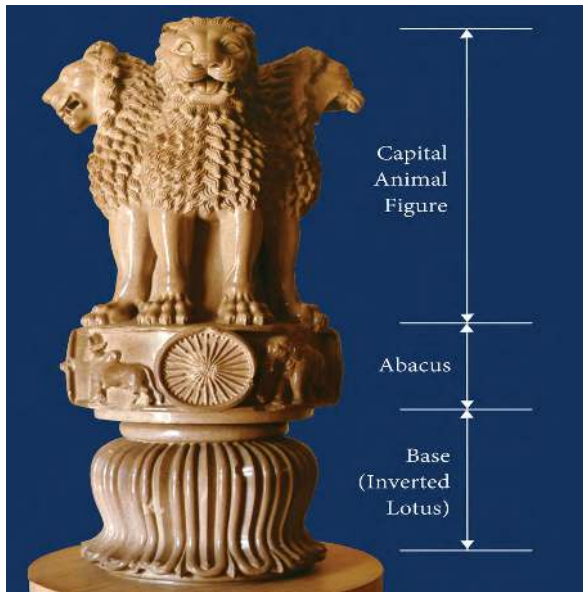 Capital
Animal
Figure
Abacus
Base
(Inverted
Lotus)